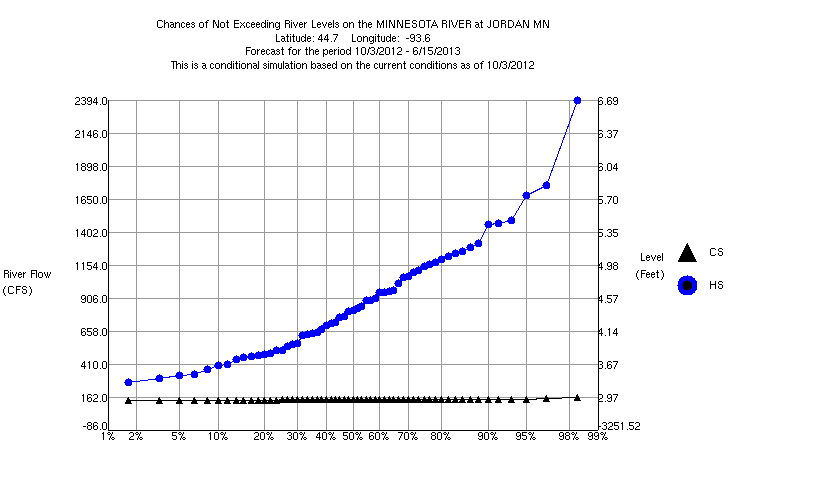 Chances of Not Exceeding River Levels on the MINNESOTA RIVER at JORDAN MN
Latitude: 44.7 Longitude: -93.6
Forecast for the period 10/3/2012 - 6/15/2013
This is a conditional simulation based on the current conditions as of 10/3/2012
2394.0 6.69
2146.0 6.37
1898.0 6.04
1650.0 5.70
1402.0 5.35
Level CS
1154.0 4.98
River Flow (Feet)
(CFS) HS
906.0 4.57
658.0 4.14
410.0 3.67
162.0 2.97
-86.0 -3251.52
1% 2% 5% 10% 20% 30% 40% 50% 60% 70% 80% 90% 95% 98% 99%